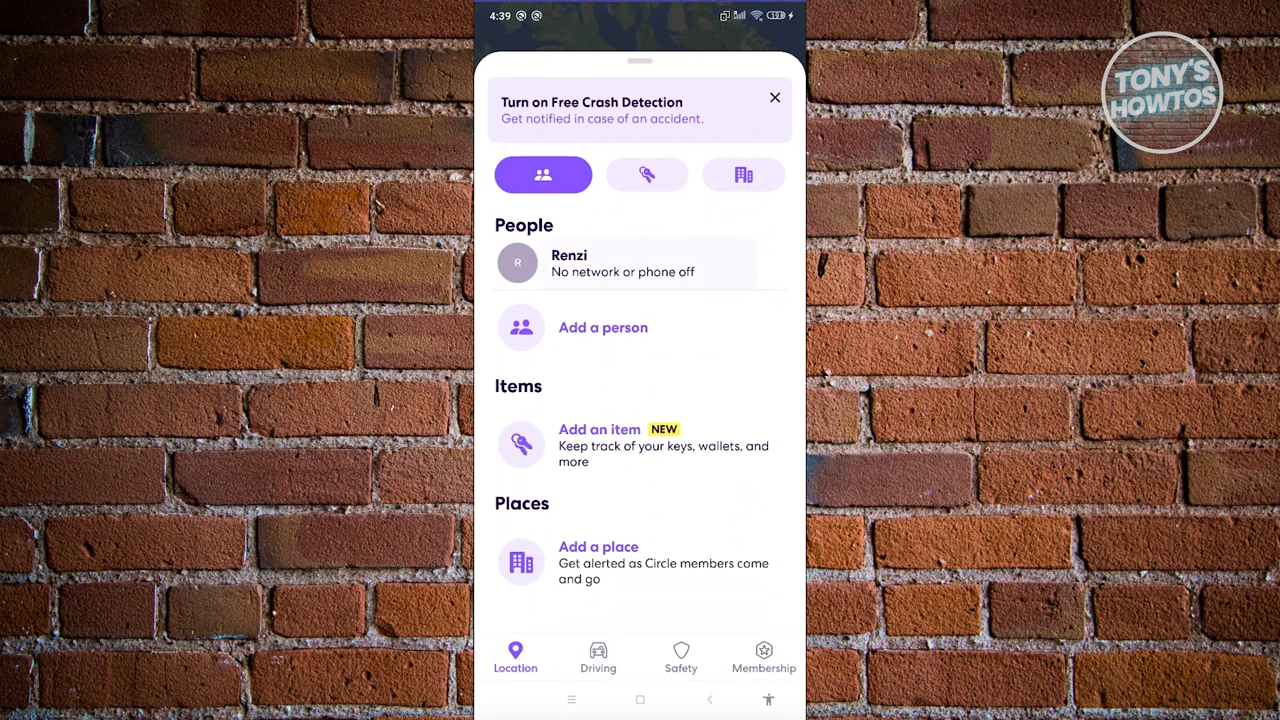 4:39
19
TONY'S
HOWTOS
Turn on Free Crash Detection
Get notified in case of an accident.
People
R
Renzi
No network or phone off
Add a person
Items
Add an item NEW
Keep track of your keys, wallets, and
more
Places
Add a place
Get alerted as Circle members come
and go
Location
Driving
Safety
Membership